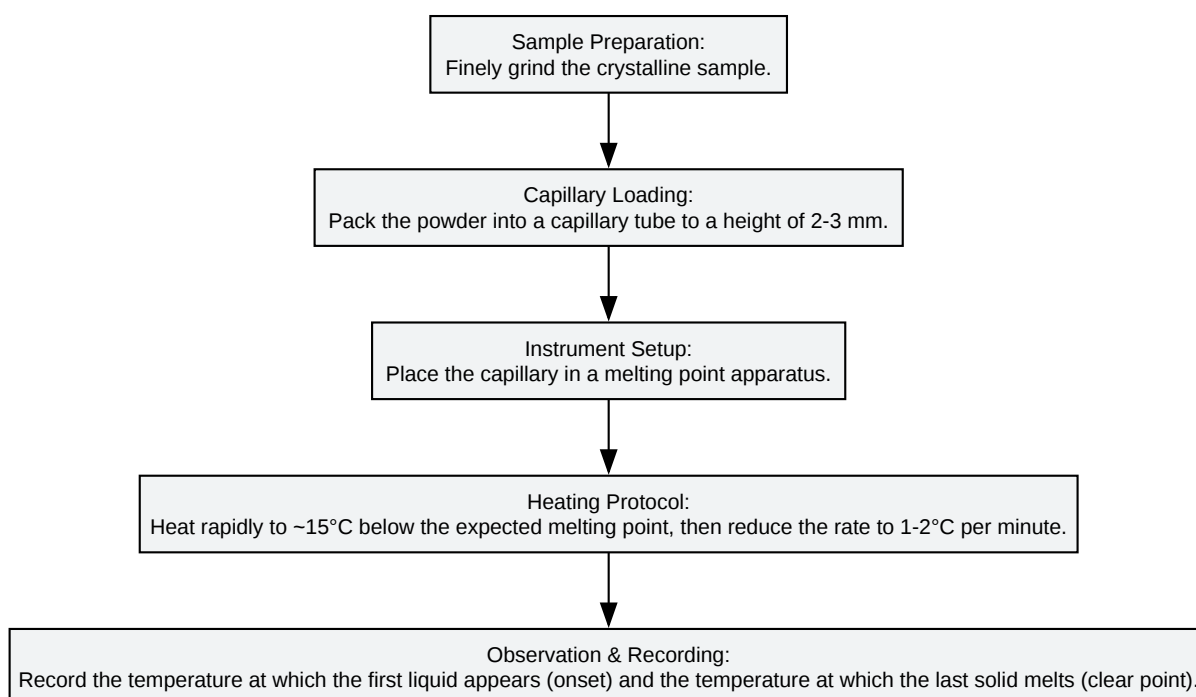 Sample Preparation:
Finely grind the crystalline sample.
Capillary Loading:
Pack the powder into a capillary tube to a height of 2-3 mm.
Instrument Setup:
Place the capillary in a melting point apparatus.
Heating Protocol:
Heat rapidly to ~15°C below the expected melting point, then reduce the rate to 1-2°C per minute.
Observation & Recording:
Record the temperature at which the first liquid appears (onset) and the temperature at which the last solid melts (clear point).